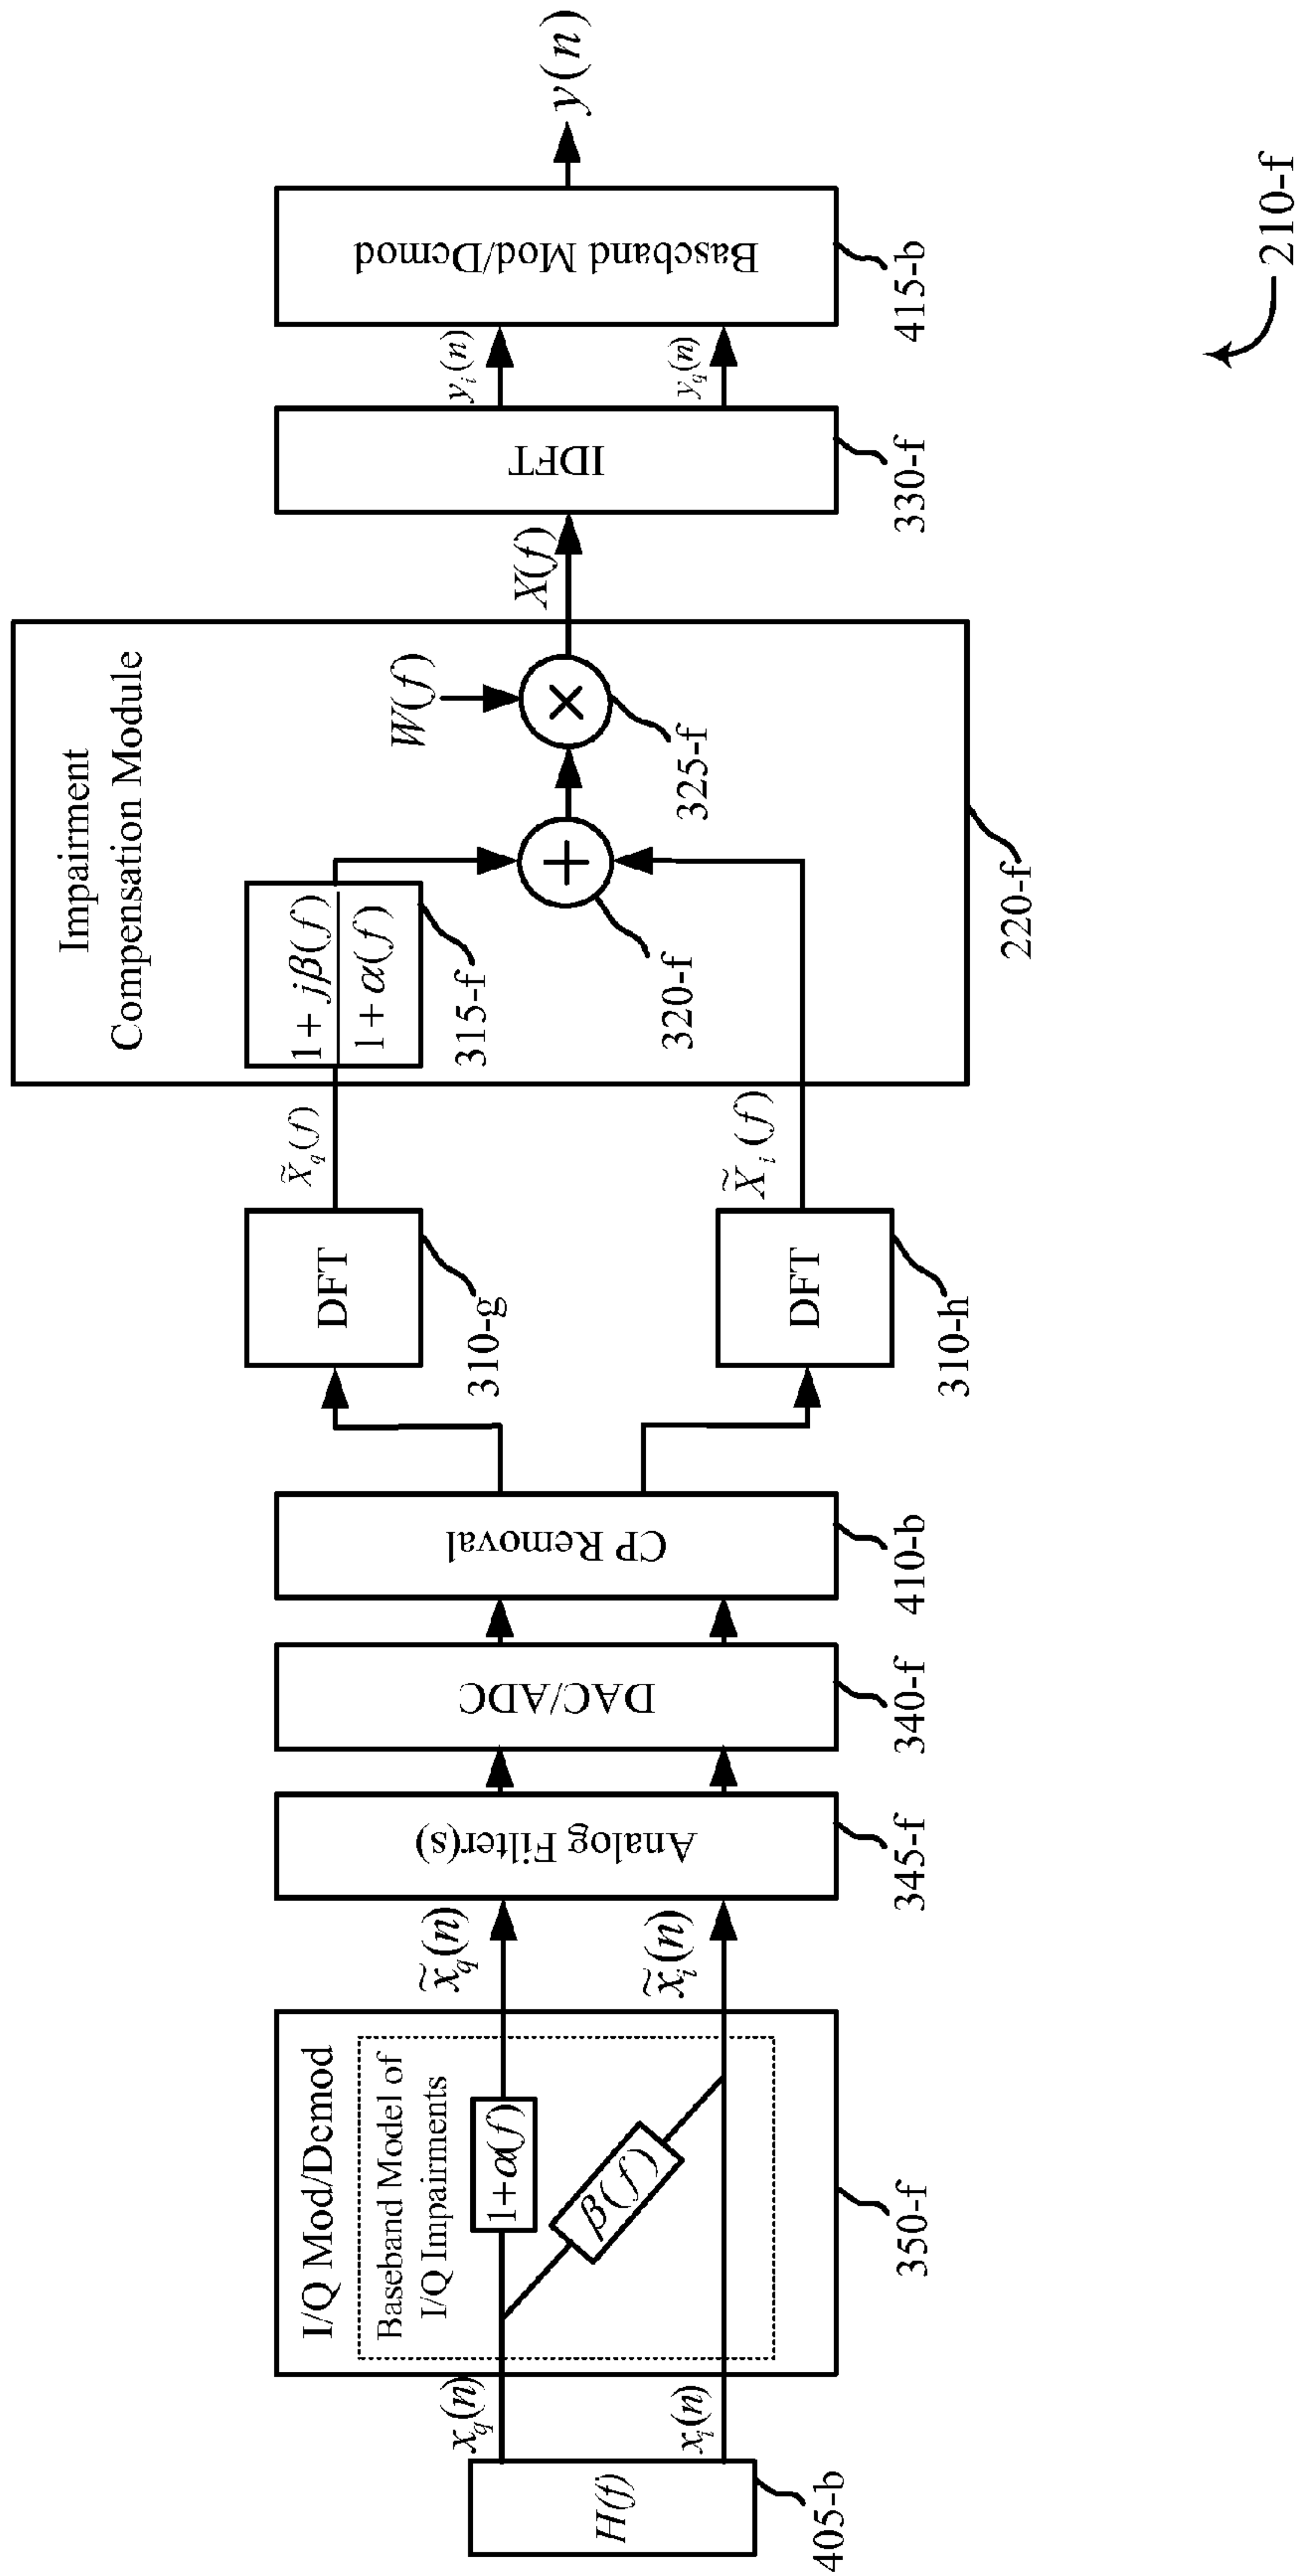 H(f)
405-b
x_q(n)
x_i(n)
I/Q Mod/Demod
Baseband Model of
I/Q Impairments
1+α(f)
β(f)
350-f
x̃_q(n)
x̃_i(n)
Analog Filter(s)
345-f
DAC/ADC
340-f
CP Removal
410-b
DFT
310-g
DFT
310-h
X̃_q(f)
X̃_i(f)
Impairment
Compensation Module
1 + jβ(f)
1 + α(f)
315-f
+
320-f
W(f)
×
325-f
220-f
X(f)
IDFT
330-f
y_i(n)
y_q(n)
Baseband Mod/Demod
415-b
y(n)
210-f